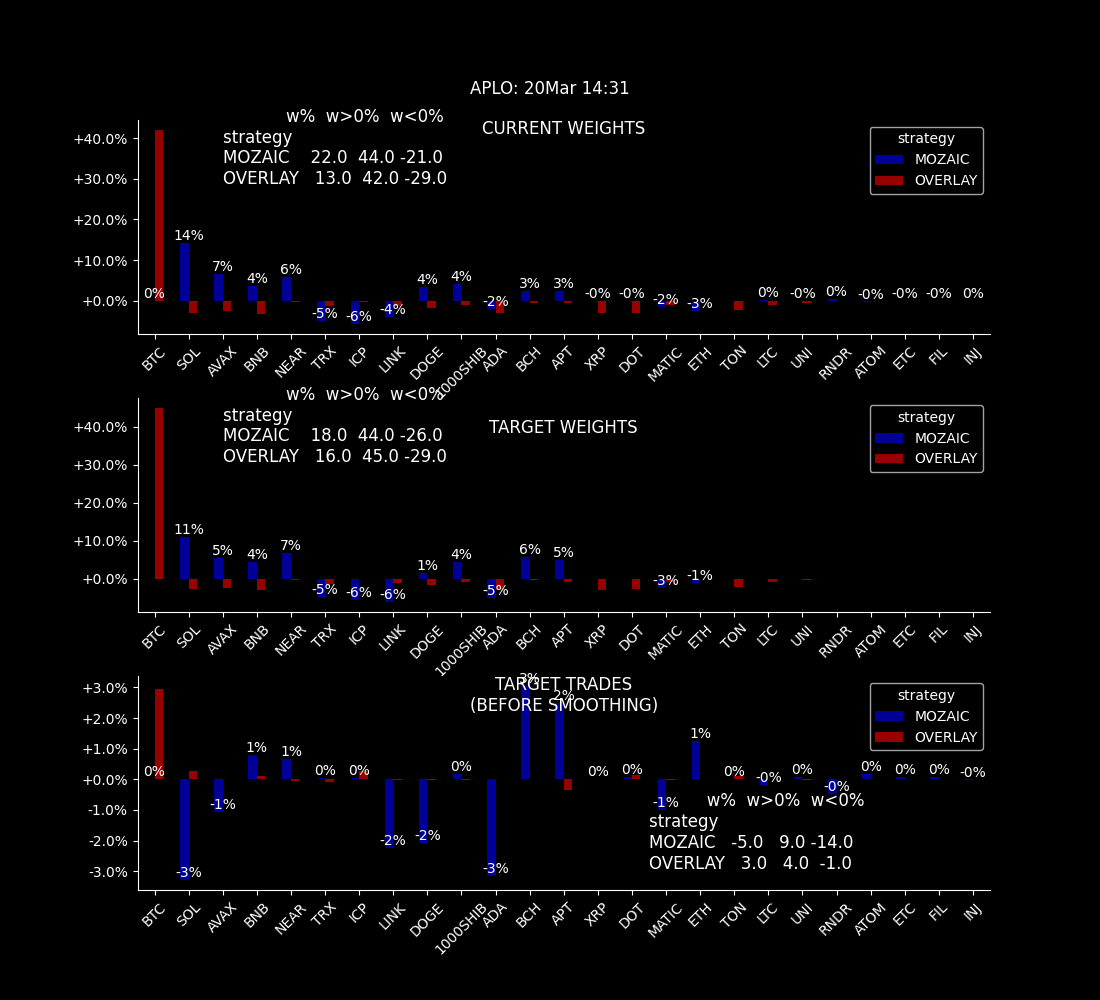 APLO: 20Mar 14:31
CURRENT WEIGHTS
w% w>0% w<0%
strategy
MOZAIC 22.0 44.0 -21.0
OVERLAY 13.0 42.0 -29.0
strategy
MOZAIC
OVERLAY
+40.0%
+30.0%
+20.0%
+10.0%
+0.0%
0% 14% 7% 4% 6% -5% -6% -4% 4% 4% -2% 3% 3% -0% -0% -2% -3% 0% -0% 0% -0% -0% -0% 0%
BTC SOL AVAX BNB NEAR TRX ICP LINK DOGE 1000SHIB ADA BCH APT XRP DOT MATIC ETH TON LTC UNI RNDR ATOM ETC FIL INJ
TARGET WEIGHTS
w% w>0% w<0%
strategy
MOZAIC 18.0 44.0 -26.0
OVERLAY 16.0 45.0 -29.0
strategy
MOZAIC
OVERLAY
+40.0%
+30.0%
+20.0%
+10.0%
+0.0%
11% 5% 4% 7% -5% -6% -6% 1% 4% -5% 6% 5% -3% -1%
BTC SOL AVAX BNB NEAR TRX ICP LINK DOGE 1000SHIB ADA BCH APT XRP DOT MATIC ETH TON LTC UNI RNDR ATOM ETC FIL INJ
TARGET TRADES
(BEFORE SMOOTHING)
strategy
MOZAIC
OVERLAY
+3.0%
+2.0%
+1.0%
+0.0%
-1.0%
-2.0%
-3.0%
0% -3% -1% 1% 1% 0% 0% -2% -2% 0% -3% 3% 2% 0% 0% -1% 1% 0% -0% 0% -0% 0% 0% 0% -0%
w% w>0% w<0%
strategy
MOZAIC -5.0 9.0 -14.0
OVERLAY 3.0 4.0 -1.0
BTC SOL AVAX BNB NEAR TRX ICP LINK DOGE 1000SHIB ADA BCH APT XRP DOT MATIC ETH TON LTC UNI RNDR ATOM ETC FIL INJ